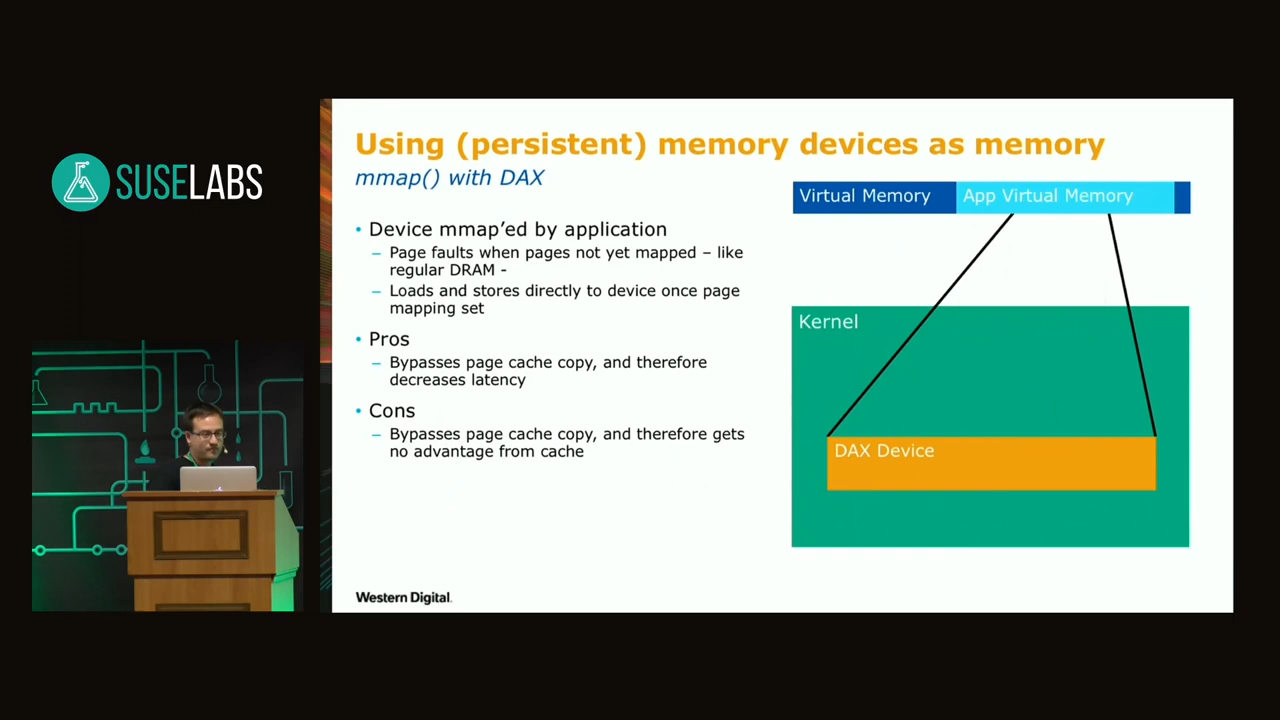 SUSELABS
Using (persistent) memory devices as memory
mmap() with DAX
• Device mmap’ed by application
– Page faults when pages not yet mapped – like
regular DRAM -
– Loads and stores directly to device once page
mapping set
• Pros
– Bypasses page cache copy, and therefore
decreases latency
• Cons
– Bypasses page cache copy, and therefore gets
no advantage from cache
Virtual Memory
App Virtual Memory
Kernel
DAX Device
Western Digital.